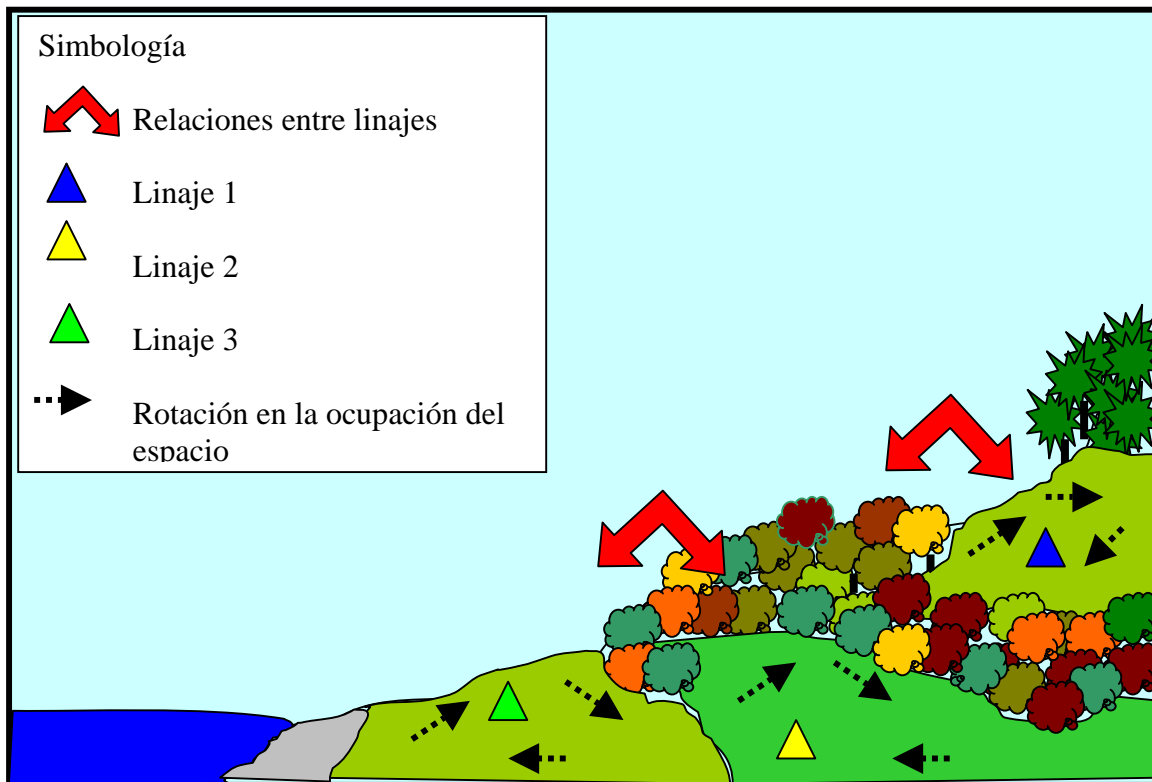 Simbología
Relaciones entre linajes
Linaje 1
Linaje 2
Linaje 3
Rotación en la ocupación del
espacio